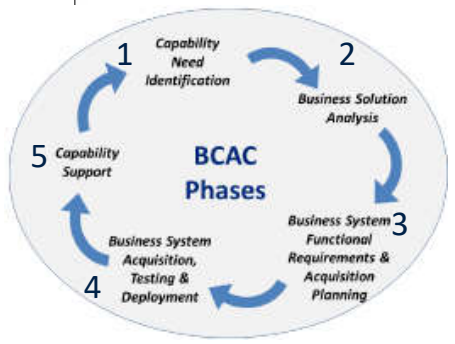 1
Capability
Need
Identification
2
Business Solution
Analysis
BCAC
Phases
3
Business System
Functional
Requirements &
Acquisition
Planning
4
Business System
Acquisition,
Testing &
Deployment
5
Capability
Support